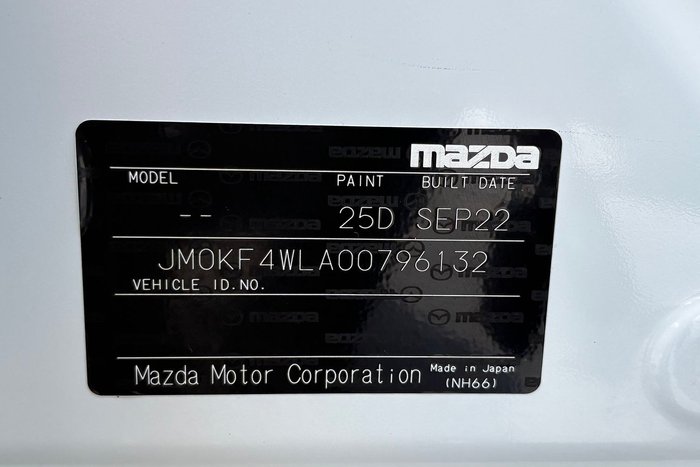 mazda
MODEL PAINT BUILT DATE
-- 25D SEP22
JM0KF4WLA00796132
VEHICLE ID.NO.
Mazda Motor Corporation Made in Japan
(NH66)